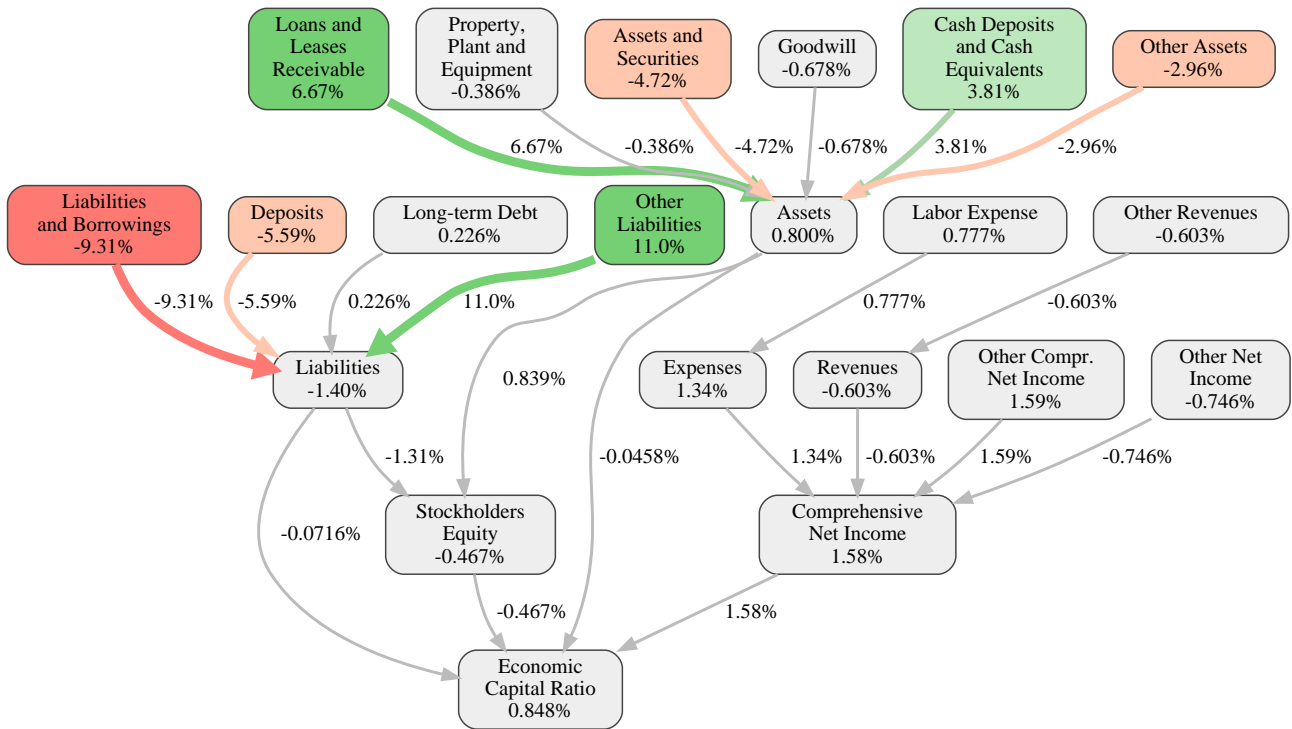 Loans and
Leases
Receivable
6.67%
Property,
Plant and
Equipment
-0.386%
Assets and
Securities
-4.72%
Goodwill
-0.678%
Cash Deposits
and Cash
Equivalents
3.81%
Other Assets
-2.96%
6.67%
-0.386%
-4.72%
-0.678%
3.81%
-2.96%
Liabilities
and Borrowings
-9.31%
Deposits
-5.59%
Long-term Debt
0.226%
Other
Liabilities
11.0%
Assets
0.800%
Labor Expense
0.777%
Other Revenues
-0.603%
-9.31%
-5.59%
0.226%
11.0%
0.777%
-0.603%
Liabilities
-1.40%
0.839%
Expenses
1.34%
Revenues
-0.603%
Other Compr.
Net Income
1.59%
Other Net
Income
-0.746%
-1.31%
-0.0458%
1.34%
-0.603%
1.59%
-0.746%
-0.0716%
Stockholders
Equity
-0.467%
Comprehensive
Net Income
1.58%
-0.467%
1.58%
Economic
Capital Ratio
0.848%